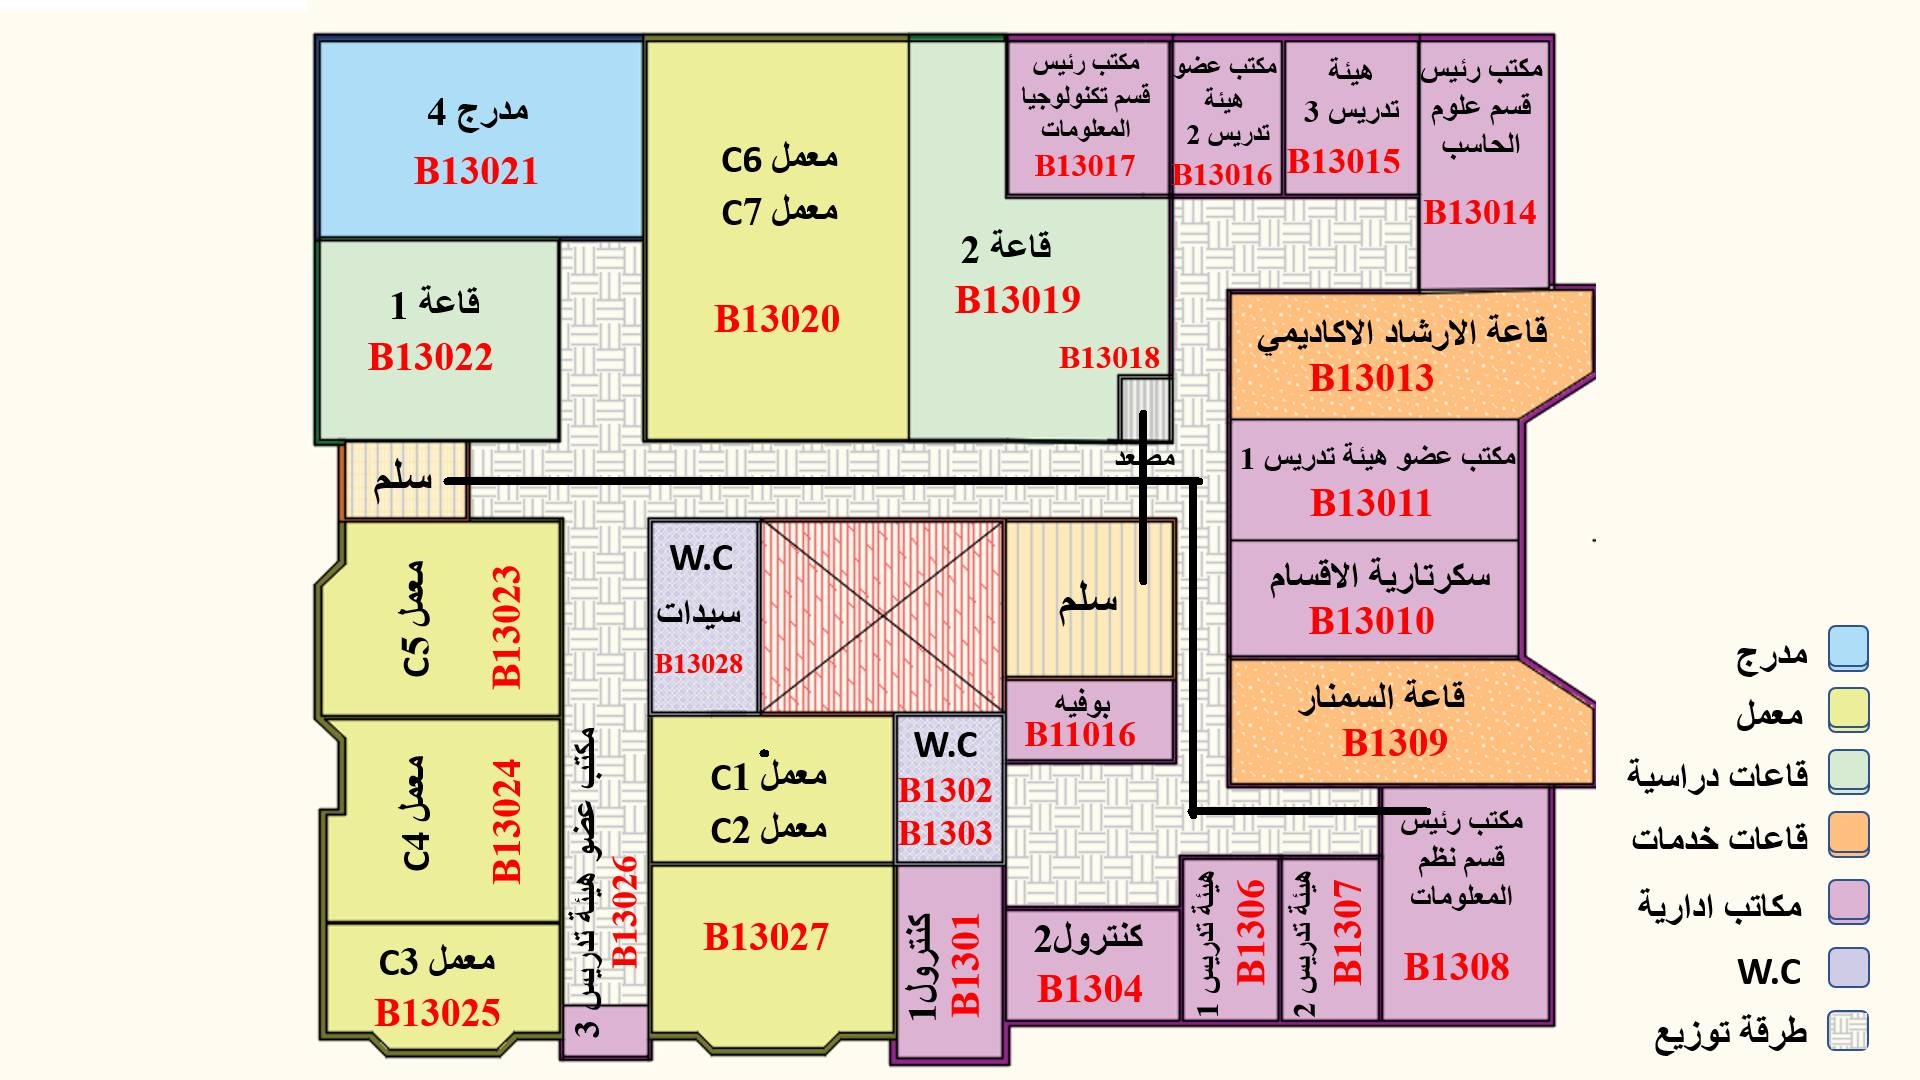 مدرج 4
B13021
معمل C6
معمل C7
B13020
قاعة 2
B13019
B13018
مصعد
مكتب رئيس
قسم تكنولوجيا
المعلومات
B13017
مكتب عضو
هيئة
تدريس 2
B13016
هيئة
تدريس 3
B13015
مكتب رئيس
قسم علوم
الحاسب
B13014
قاعة 1
B13022
قاعة الارشاد الاكاديمي
B13013
مكتب عضو هيئة تدريس 1
B13011
سكرتارية الاقسام
B13010
قاعة السمنار
B1309
سلم
معمل C5
B13023
معمل C4
B13024
معمل C3
B13025
مكتب عضو هيئة تدريس 3
B13026
W.C
سيدات
B13028
سلم
بوفيه
B11016
معمل C1
معمل C2
W.C
B1302
B1303
B13027
كنترول1
B1301
كنترول2
B1304
هيئة تدريس 1
B1306
هيئة تدريس 2
B1307
مكتب رئيس
قسم نظم
المعلومات
B1308
مدرج
معمل
قاعات دراسية
قاعات خدمات
مكاتب ادارية
W.C
طرقة توزيع